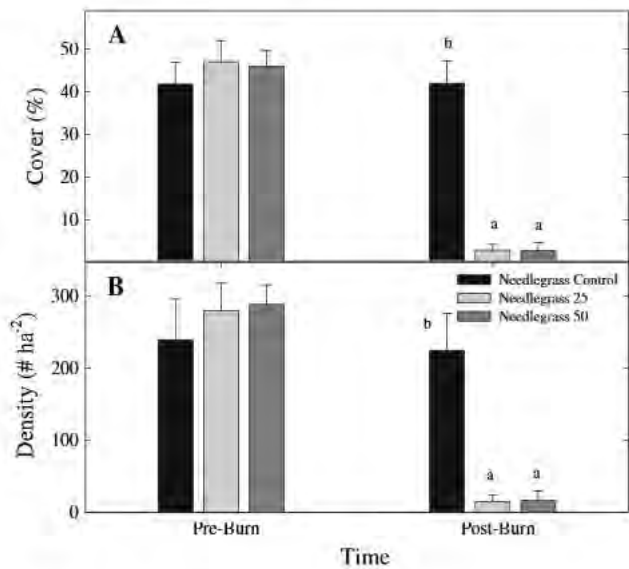 A
50
40
30
20
10
Cover (%)
b
a a
B
Needlegrass Control
Needlegrass 25
Needlegrass 50
300
200
100
0
Density (# ha-2)
b
a a
Pre-Burn Post-Burn
Time